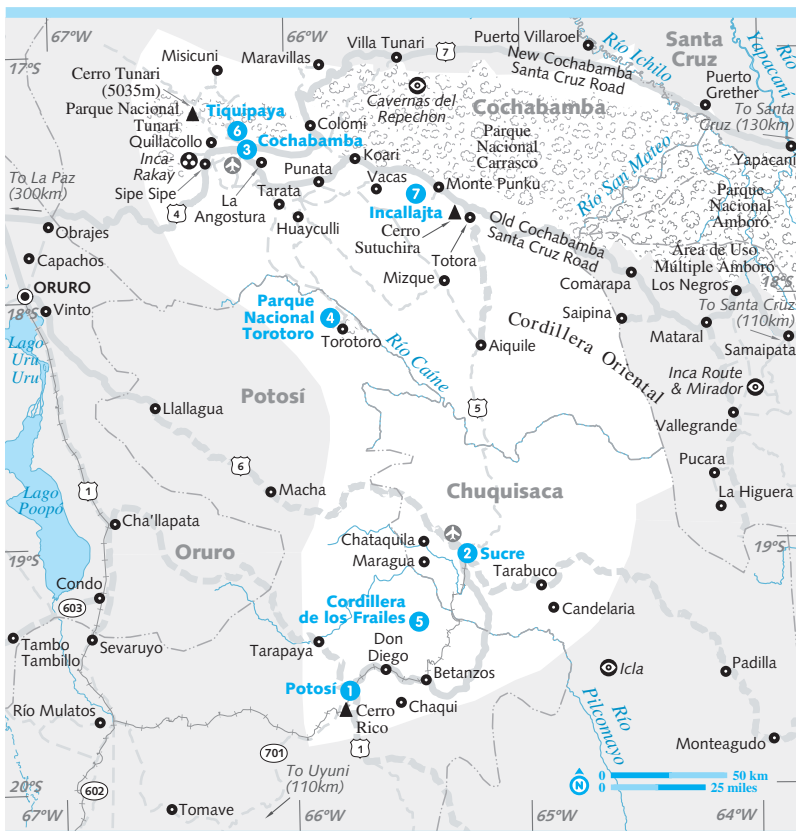 67°W
66°W
Misicuni
Maravillas
Villa Tunari
7
Puerto Villaroel
New Cochabamba
Santa Cruz Road
Río Ichilo
Santa
Cruz
Río
Yapacaní
17°S
Cerro Tunari
(5035m)
Parque Nacional
Tunari
Cavernas del
Repechon
Cochabamba
Puerto
Grether
To Santa
Cruz (130km)
Tiquipaya
6
Colomi
Quillacollo
3
Cochabamba
Parque
Nacional
Carrasco
Yapacaní
Inca-
Rakay
Koari
Sipe Sipe
Punata
Vacas
7
Monte Punku
Río San Mateo
To La Paz
(300km)
4
La
Angostura
Tarata
Huayculli
Incallajta
Cerro
Sutuchira
Parque
Nacional
Amboró
Obrajes
Totora
Old Cochabamba
Santa Cruz Road
Área de Uso
Múltiple Amboró
Capachos
Mizque
Comarapa
Los Negros
18°S
ORURO
18°S
Vinto
Parque
Nacional
Torotoro
4
Torotoro
Saipina
To Santa Cruz
(110km)
Mataral
Samaipata
Lago
Uru
Uru
Río Caíne
Aiquile
Cordillera Oriental
Inca Route
& Mirador
Potosí
Llallagua
5
Vallegrande
6
Pucara
Lago
Poopó
1
Macha
Chuquisaca
La Higuera
Cha'llapata
Oruro
Chataquila
Maragua
2
Sucre
19°S
19°S
Tarabuco
Condo
603
Cordillera
de los Frailes
5
Candelaria
Tambo
Tambillo
Sevaruyo
Tarapaya
Don
Diego
Betanzos
Icla
Padilla
Potosí
1
Chaqui
Río
Pilcomayo
Río Mulatos
Cerro
Rico
1
Monteagudo
701
To Uyuni
(110km)
N
0
50 km
0
25 miles
20°S
602
Tomave
67°W
66°W
65°W
64°W